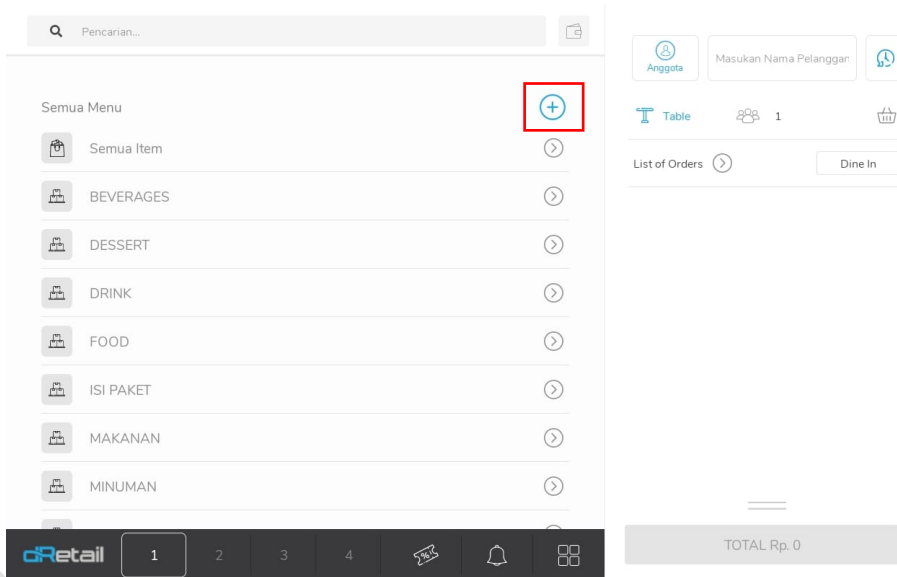 Pencarian...
Semua Menu
Semua Item
BEVERAGES
DESSERT
DRINK
FOOD
ISI PAKET
MAKANAN
MINUMAN
dRetail 1 2 3 4 %
Anggota Masukan Nama Pelanggan
Table 1
List of Orders Dine In
TOTAL Rp. 0